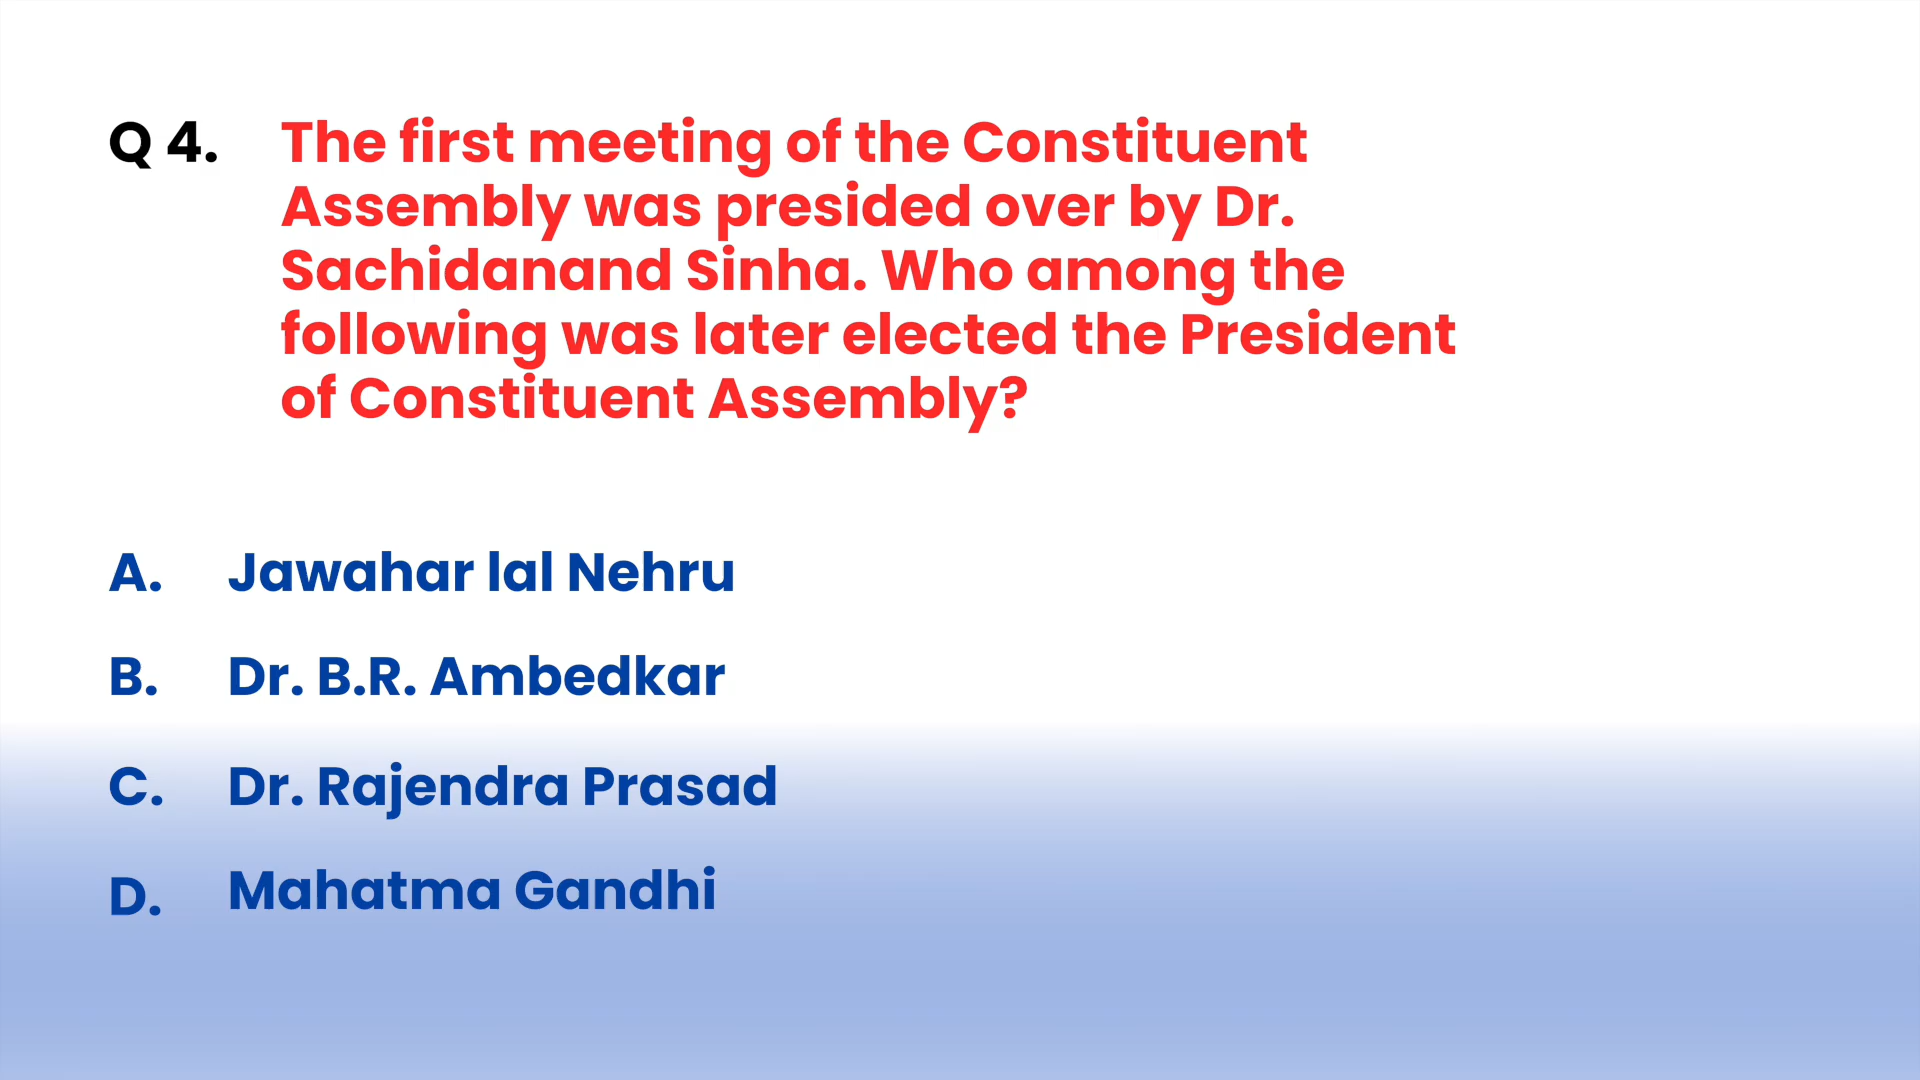 Q 4. The first meeting of the Constituent
Assembly was presided over by Dr.
Sachidanand Sinha. Who among the
following was later elected the President
of Constituent Assembly?
A. Jawahar lal Nehru
B. Dr. B.R. Ambedkar
C. Dr. Rajendra Prasad
D. Mahatma Gandhi